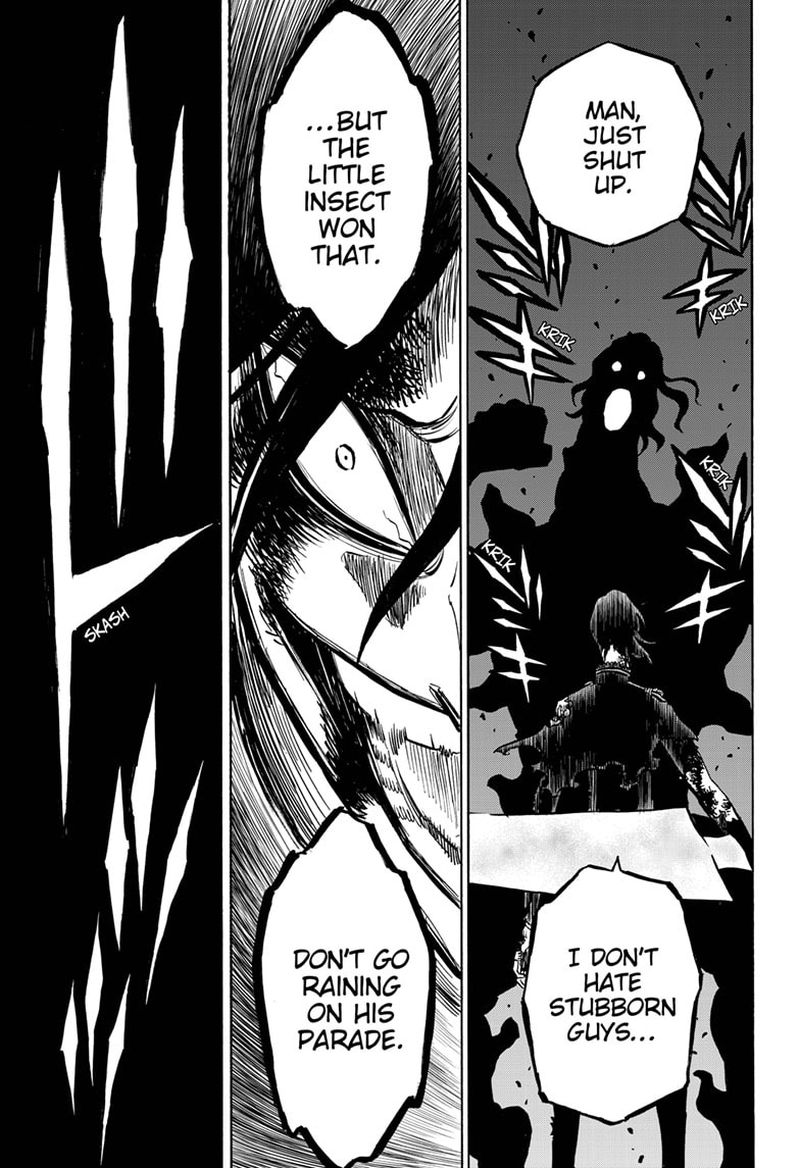 MAN,
JUST
SHUT
UP.
KRIK
KRIK
KRIK
KRIK
I DON'T
HATE
STUBBORN
GUYS...
...BUT
THE
LITTLE
INSECT
WON
THAT.
DON'T GO
RAINING
ON HIS
PARADE.
SKASH